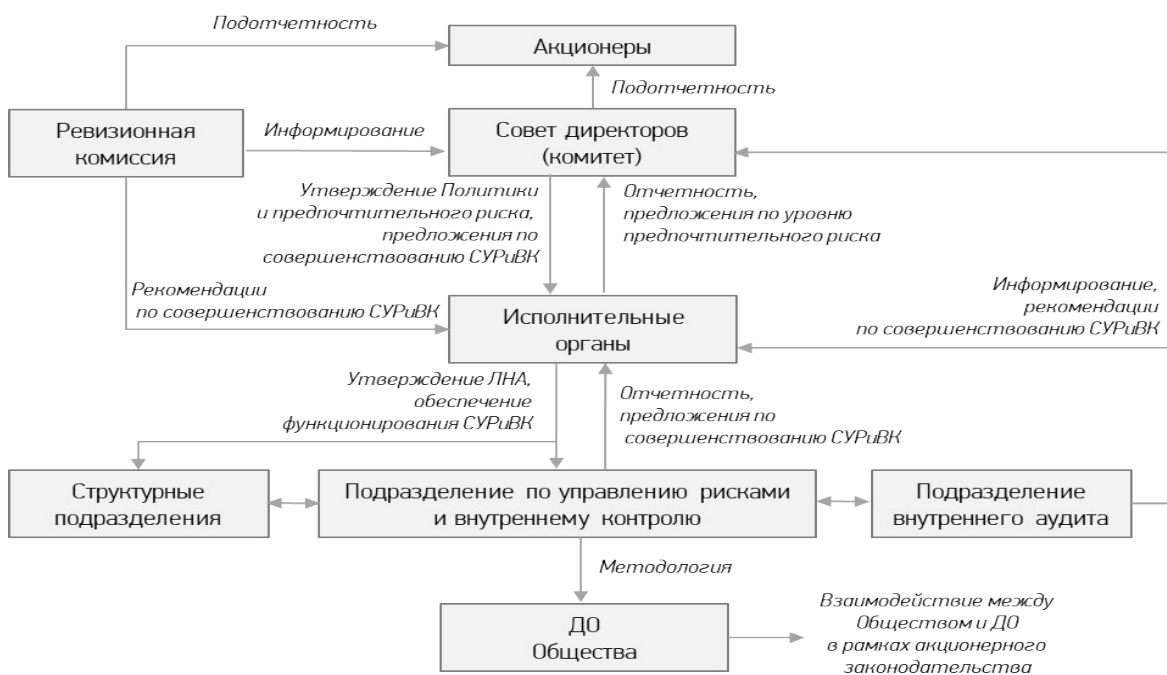 Подотчетность
Акционеры
Подотчетность
Ревизионная
комиссия
Информирование
Совет директоров
(комитет)
Утверждение Политики
и предпочтительного риска,
предложения по
совершенствованию СУРиВК
Отчетность,
предложения по уровню
предпочтительного риска
Рекомендации
по совершенствованию СУРиВК
Исполнительные
органы
Информирование,
рекомендации
по совершенствованию СУРиВК
Утверждение ЛНА,
обеспечение
функционирования СУРиВК
Отчетность,
предложения по
совершенствованию СУРиВК
Структурные
подразделения
Подразделение по управлению рисками
и внутреннему контролю
Подразделение
внутреннего аудита
Методология
ДО
Общества
Взаимодействие между
Обществом и ДО
в рамках акционерного
законодательства